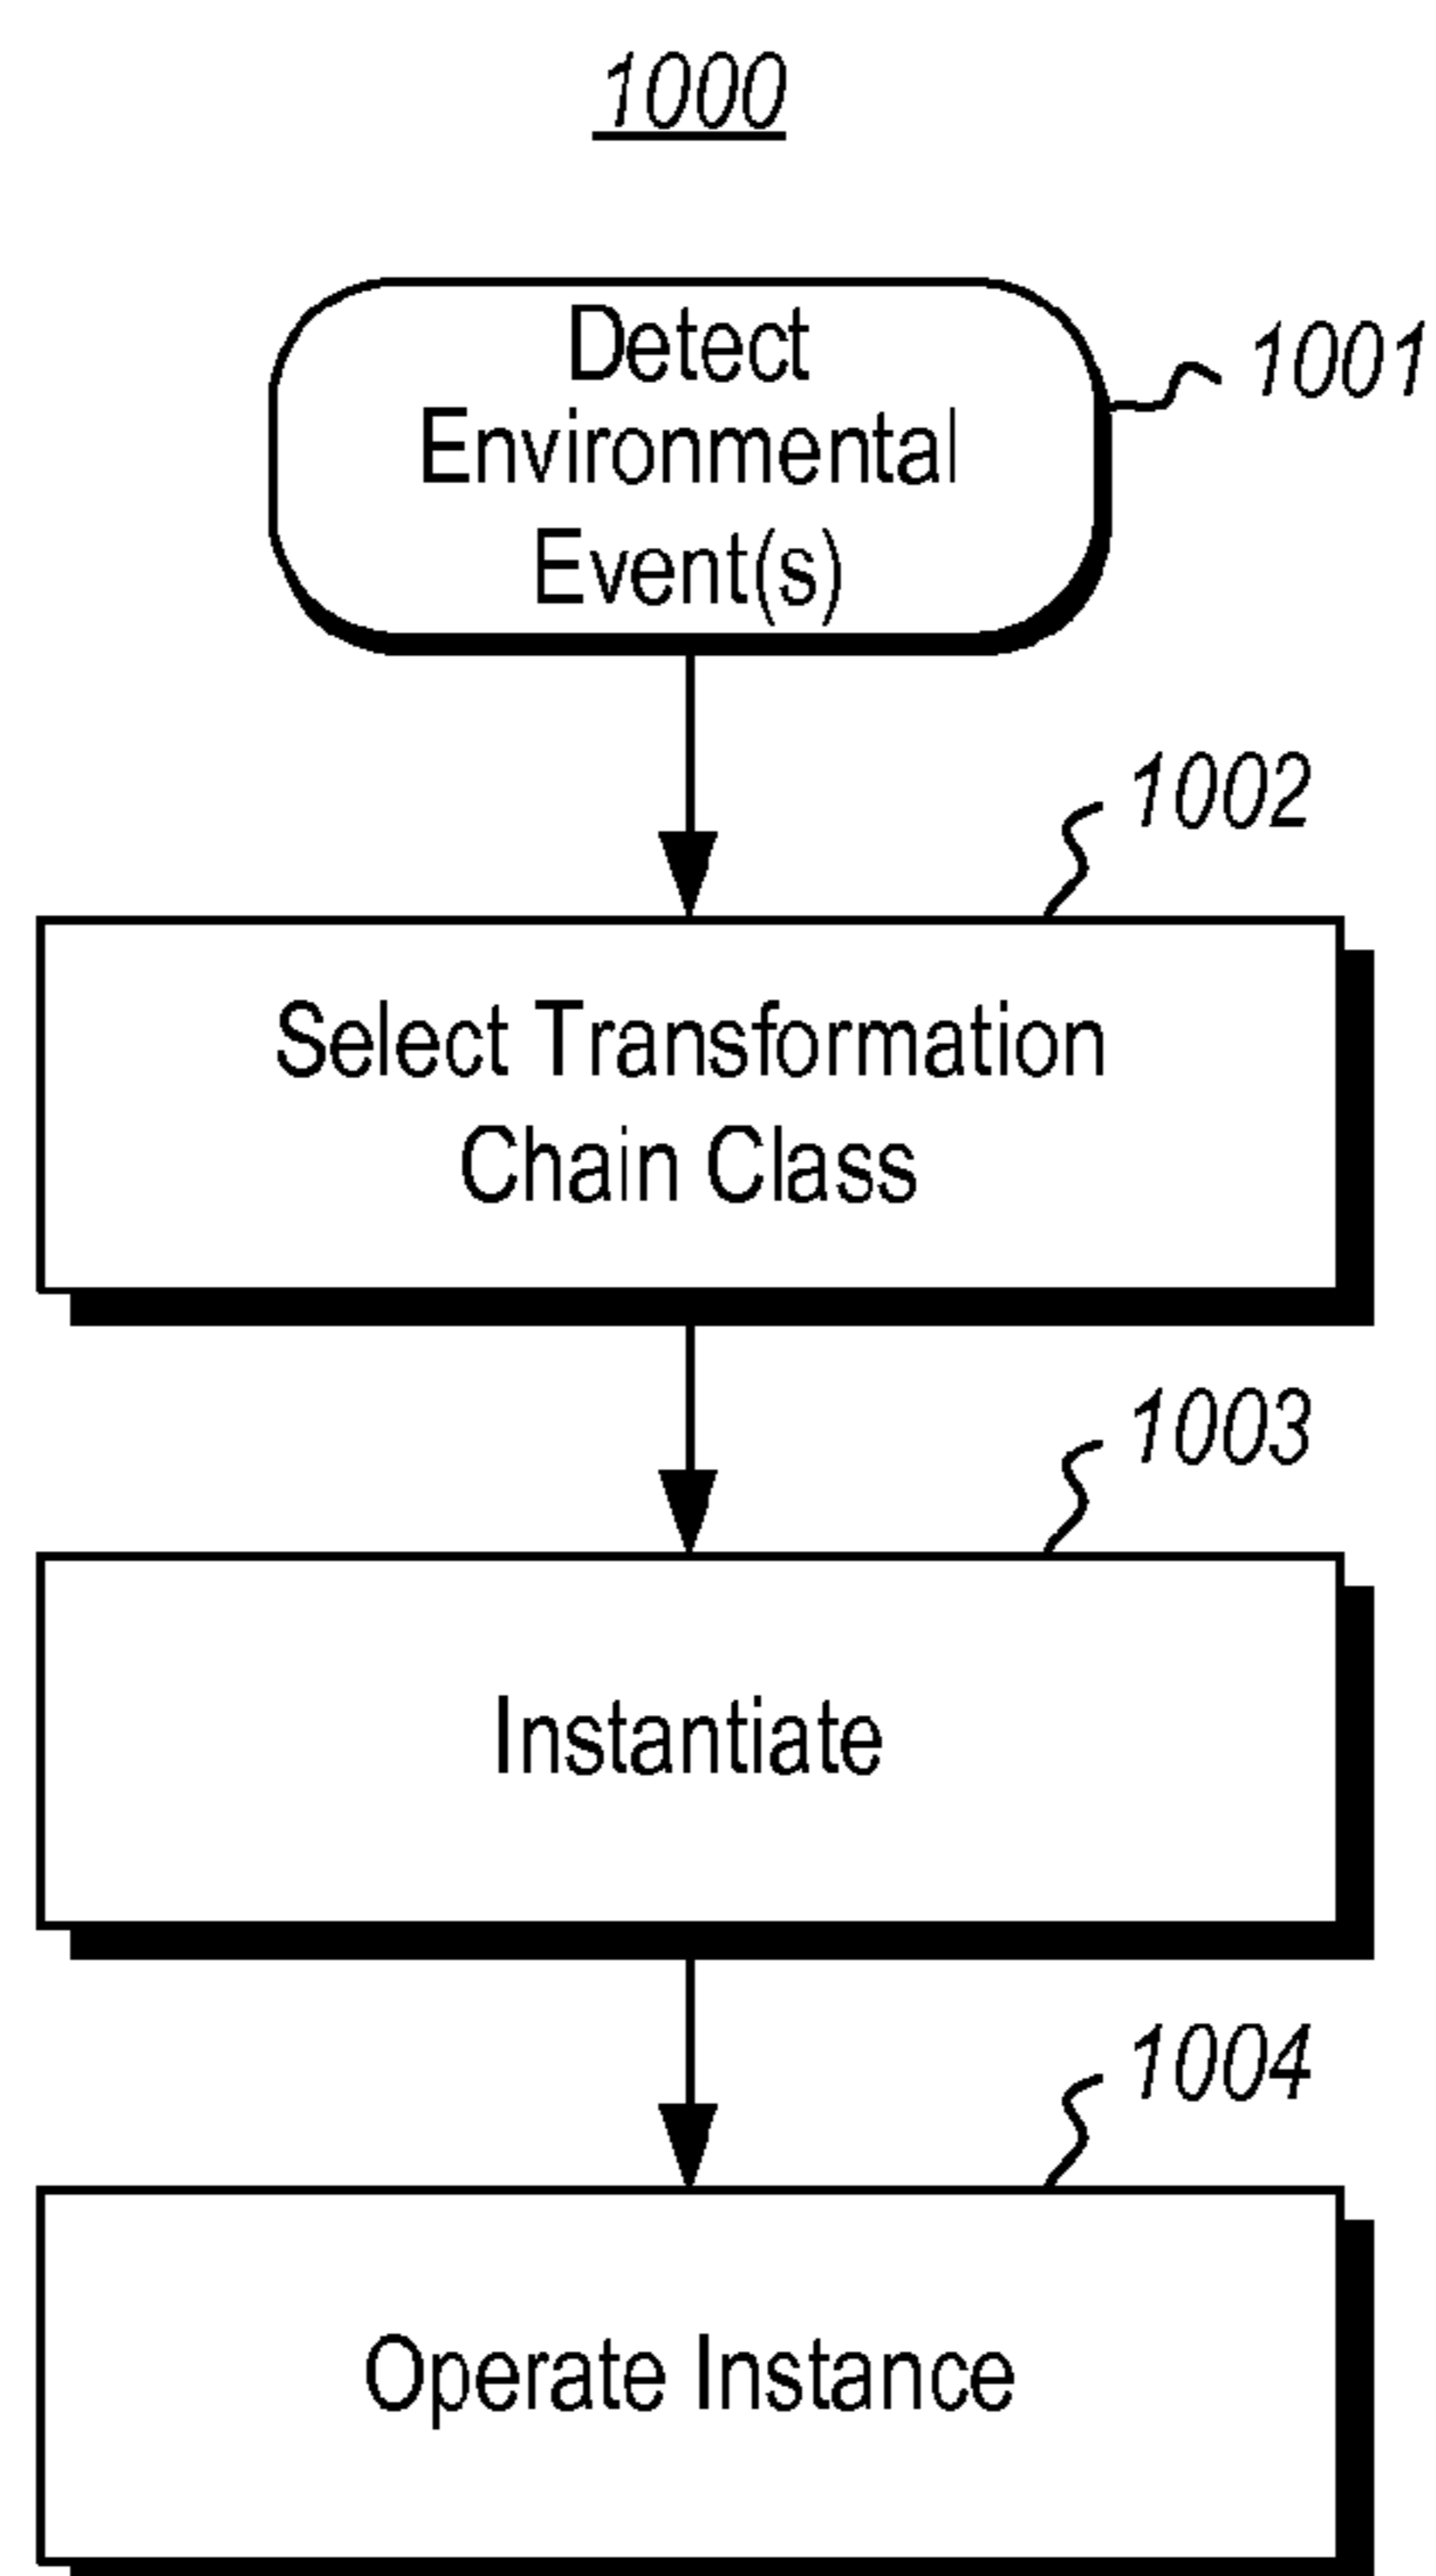 1000
Detect
Environmental
Event(s)
1001
1002
Select Transformation
Chain Class
1003
Instantiate
1004
Operate Instance